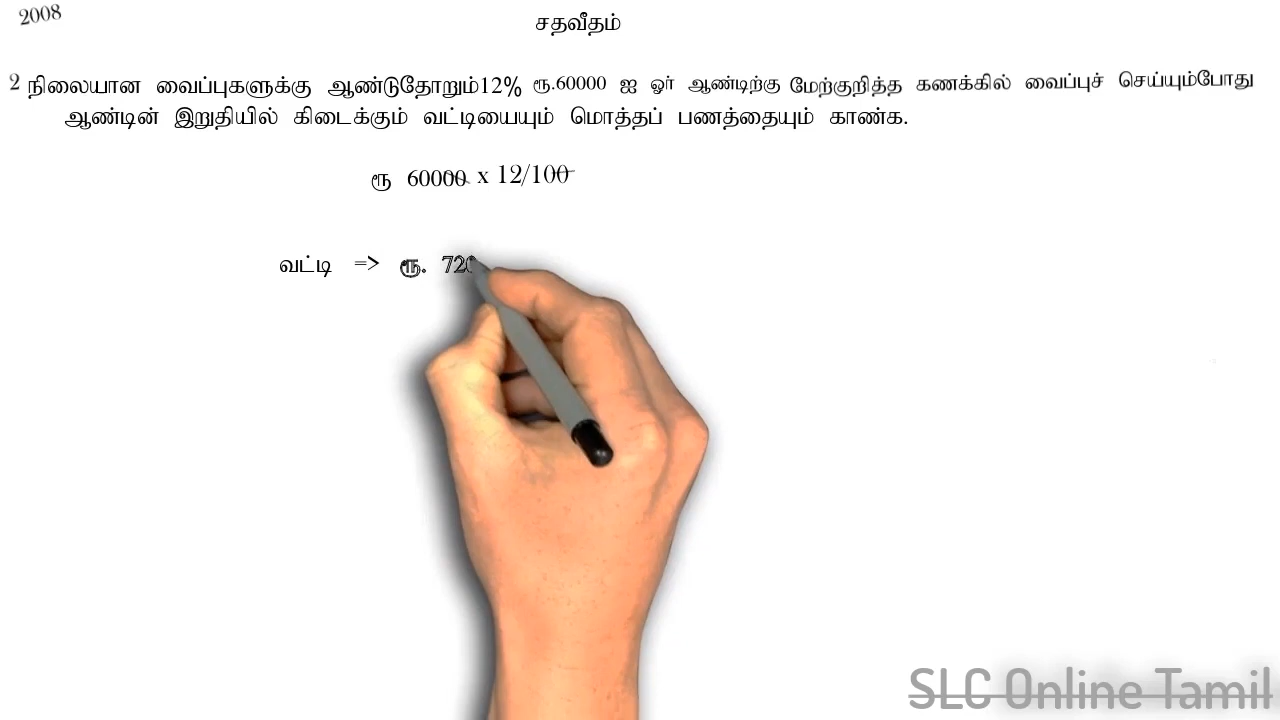 2008
சதவீதம்
2 நிலையான வைப்புகளுக்கு ஆண்டுதோறும்12% ரூ.60000 ஐ ஓர் ஆண்டிற்கு மேற்குறித்த கணக்கில் வைப்புச் செய்யும்போது
ஆண்டின் இறுதியில் கிடைக்கும் வட்டியையும் மொத்தப் பணத்தையும் காண்க.
ரூ 60000 x 12/100
வட்டி => ரூ. 720
SLC Online Tamil